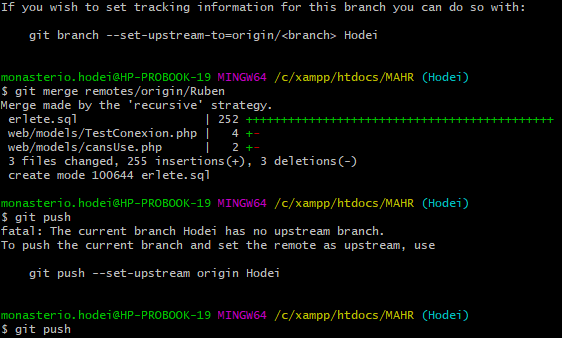 If you wish to set tracking information for this branch you can do so with:
git branch --set-upstream-to=origin/<branch> Hodei
monasterio.hodei@HP-PROBOOK-19 MINGW64 /c/xampp/htdocs/MAHR (Hodei)
$ git merge remotes/origin/Ruben
Merge made by the 'recursive' strategy.
erlete.sql | 252 ++++++++++++++++++++++++++++++++++++++++++++
web/models/TestConexion.php | 4 +-
web/models/cansUse.php | 2 +-
3 files changed, 255 insertions(+), 3 deletions(-)
create mode 100644 erlete.sql
monasterio.hodei@HP-PROBOOK-19 MINGW64 /c/xampp/htdocs/MAHR (Hodei)
$ git push
fatal: The current branch Hodei has no upstream branch.
To push the current branch and set the remote as upstream, use
git push --set-upstream origin Hodei
monasterio.hodei@HP-PROBOOK-19 MINGW64 /c/xampp/htdocs/MAHR (Hodei)
$ git push